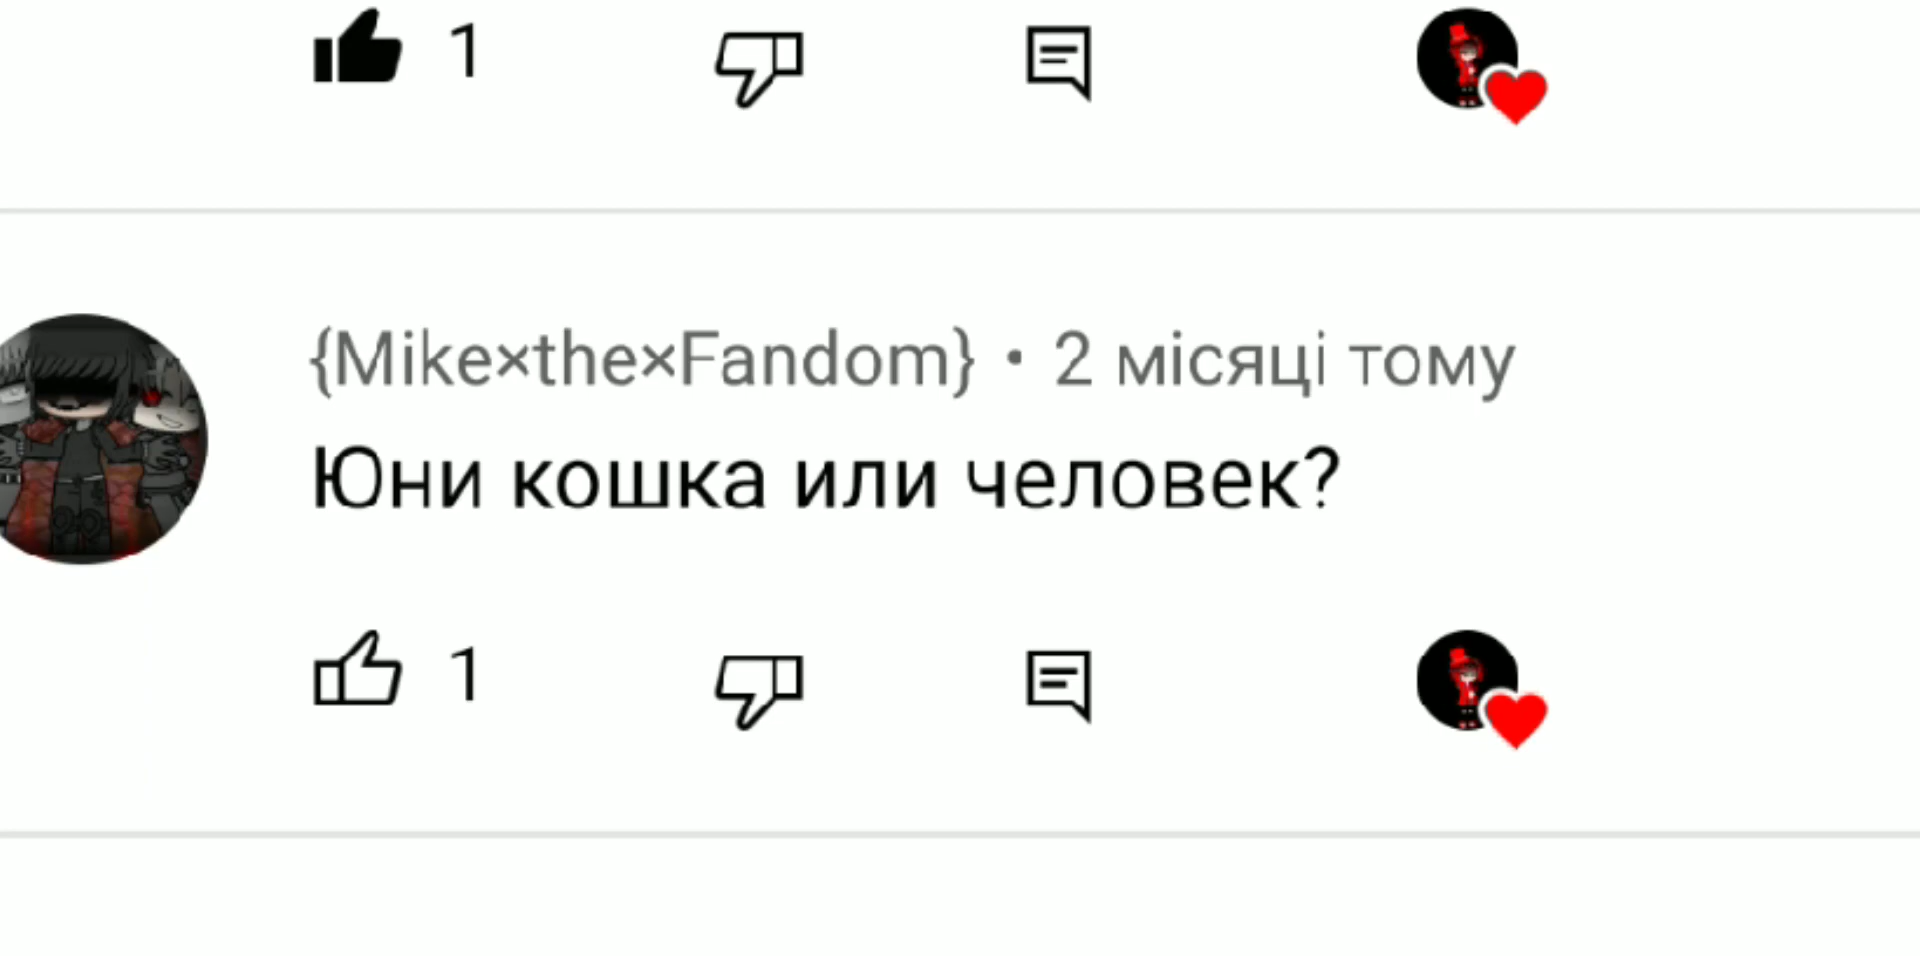 1
{Mike×the×Fandom} • 2 місяці тому
Юни кошка или человек?
1